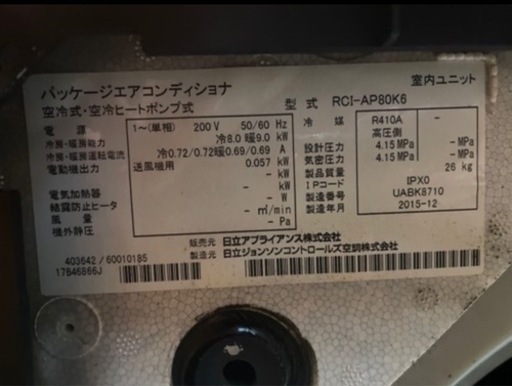 パッケージエアコンディショナ
室内ユニット
空冷式・空冷ヒートポンプ式
型式 RCI-AP80K6
電源 1〜(単相) 200 V 50/60 Hz
冷房・暖房能力 冷8.0 暖9.0 kW
冷房・暖房運転電流 冷0.72/0.72暖0.69/0.69 A
電動機出力 送風機用 0.057 kW
- kW
電気加熱器 - kW
結露防止ヒータ - W
風量 - ㎥/min
機外静圧 - Pa
冷媒 R410A -
高圧側
設計圧力 4.15 MPa -MPa
気密圧力 4.15 MPa -MPa
製品質量 26 kg
IPコード IPX0
製造番号 UABK8710
製造年月 2015-12
販売元 日立アプライアンス株式会社
製造元 日立ジョンソンコントロールズ空調株式会社
403642 / 60010185
17B46866J